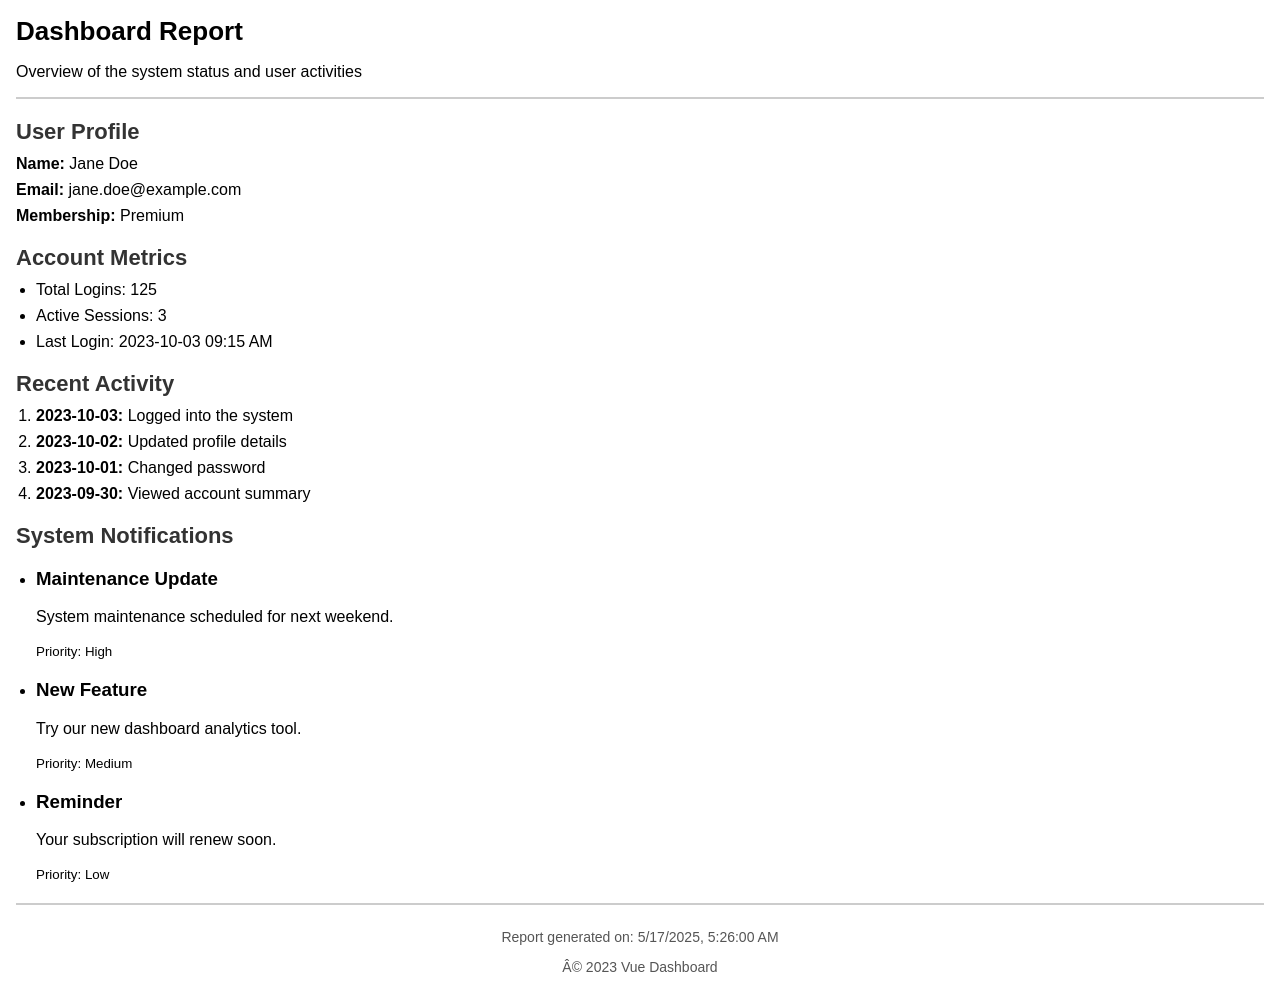 Dashboard Report
Overview of the system status and user activities
User Profile
Name: Jane Doe
Email: jane.doe@example.com
Membership: Premium
Account Metrics
• Total Logins: 125
• Active Sessions: 3
• Last Login: 2023-10-03 09:15 AM
Recent Activity
1. 2023-10-03: Logged into the system
2. 2023-10-02: Updated profile details
3. 2023-10-01: Changed password
4. 2023-09-30: Viewed account summary
System Notifications
• Maintenance Update
System maintenance scheduled for next weekend.
Priority: High
• New Feature
Try our new dashboard analytics tool.
Priority: Medium
• Reminder
Your subscription will renew soon.
Priority: Low
Report generated on: 5/17/2025, 5:26:00 AM
Â© 2023 Vue Dashboard